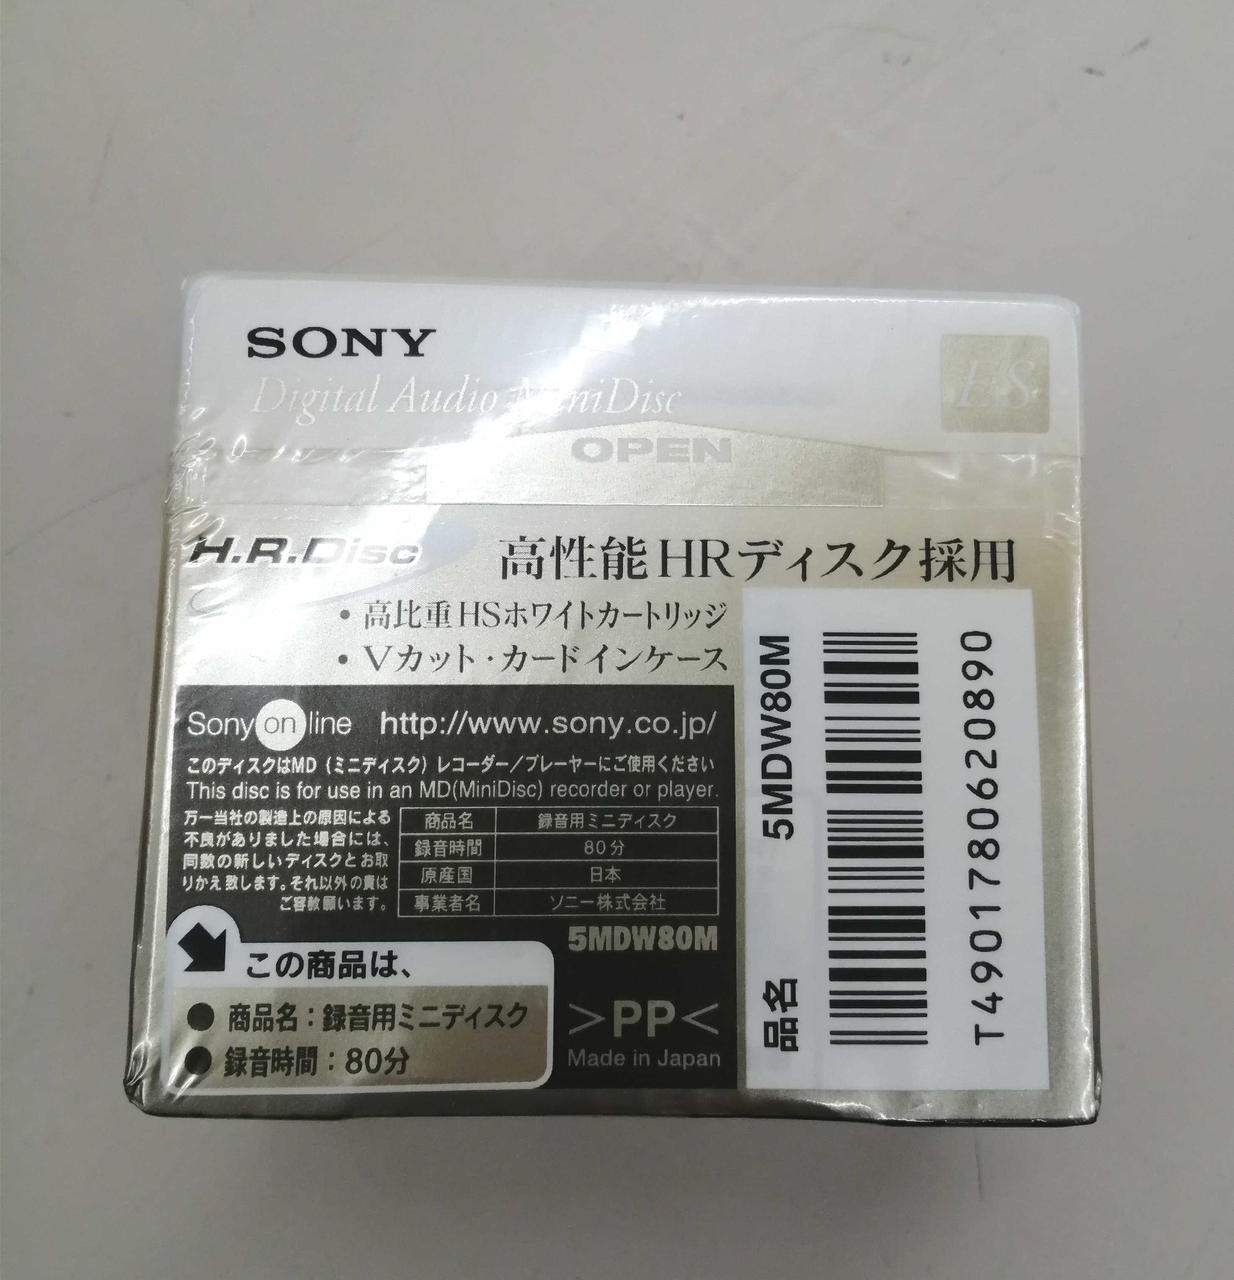 SONY
Digital Audio MiniDisc
ES
OPEN
H.R.Disc
高性能HRディスク採用
・高比重HSホワイトカートリッジ
・Vカット・カードインケース
Sony on line http://www.sony.co.jp/
このディスクはMD（ミニディスク）レコーダー／プレーヤーにご使用ください
This disc is for use in an MD(MiniDisc) recorder or player.
万一当社の製造上の原因による
不良がありました場合には、
同数の新しいディスクとお取
りかえ致します。それ以外の責は
ご容赦願います。
商品名 録音用ミニディスク
録音時間 80分
原産国 日本
事業者名 ソニー株式会社
5MDW80M
この商品は、
●商品名：録音用ミニディスク
●録音時間：80分
>PP<
Made in Japan
品名 5MDW80M
T4901780620890